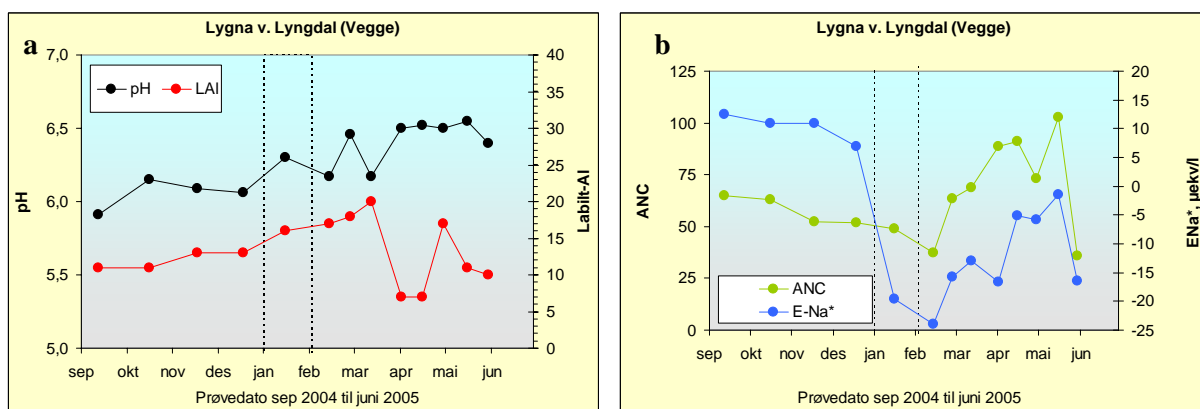 Lygna v. Lyngdal (Vegge)
a
7,0
6,5
6,0
5,5
5,0
pH
pH
LAI
40
35
30
25
20
15
10
5
0
Labilt-Al
sep okt nov des jan feb mar apr mai jun
Prøvedato sep 2004 til juni 2005
Lygna v. Lyngdal (Vegge)
b
125
100
75
50
25
0
ANC
ANC
E-Na*
20
15
10
5
0
-5
-10
-15
-20
-25
ENa*, µekv/l
sep okt nov des jan feb mar apr mai jun
Prøvedato sep 2004 til juni 2005